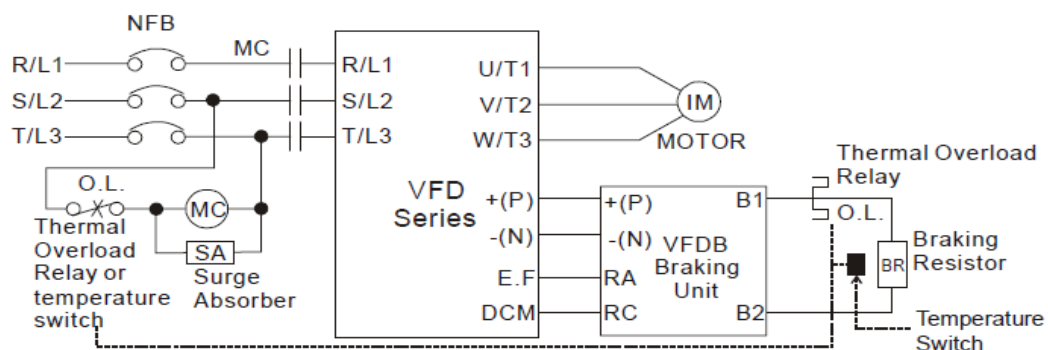 NFB
MC
R/L1
S/L2
T/L3
R/L1
S/L2
T/L3
U/T1
V/T2
W/T3
IM
MOTOR
O.L.
MC
SA
Thermal
Overload
Relay or
temperature
switch
Surge
Absorber
VFD
Series
+(P)
-(N)
E.F
DCM
+(P)
-(N)
RA
RC
VFDB
Braking
Unit
B1
B2
Thermal Overload
Relay
O.L.
BR
Braking
Resistor
Temperature
Switch